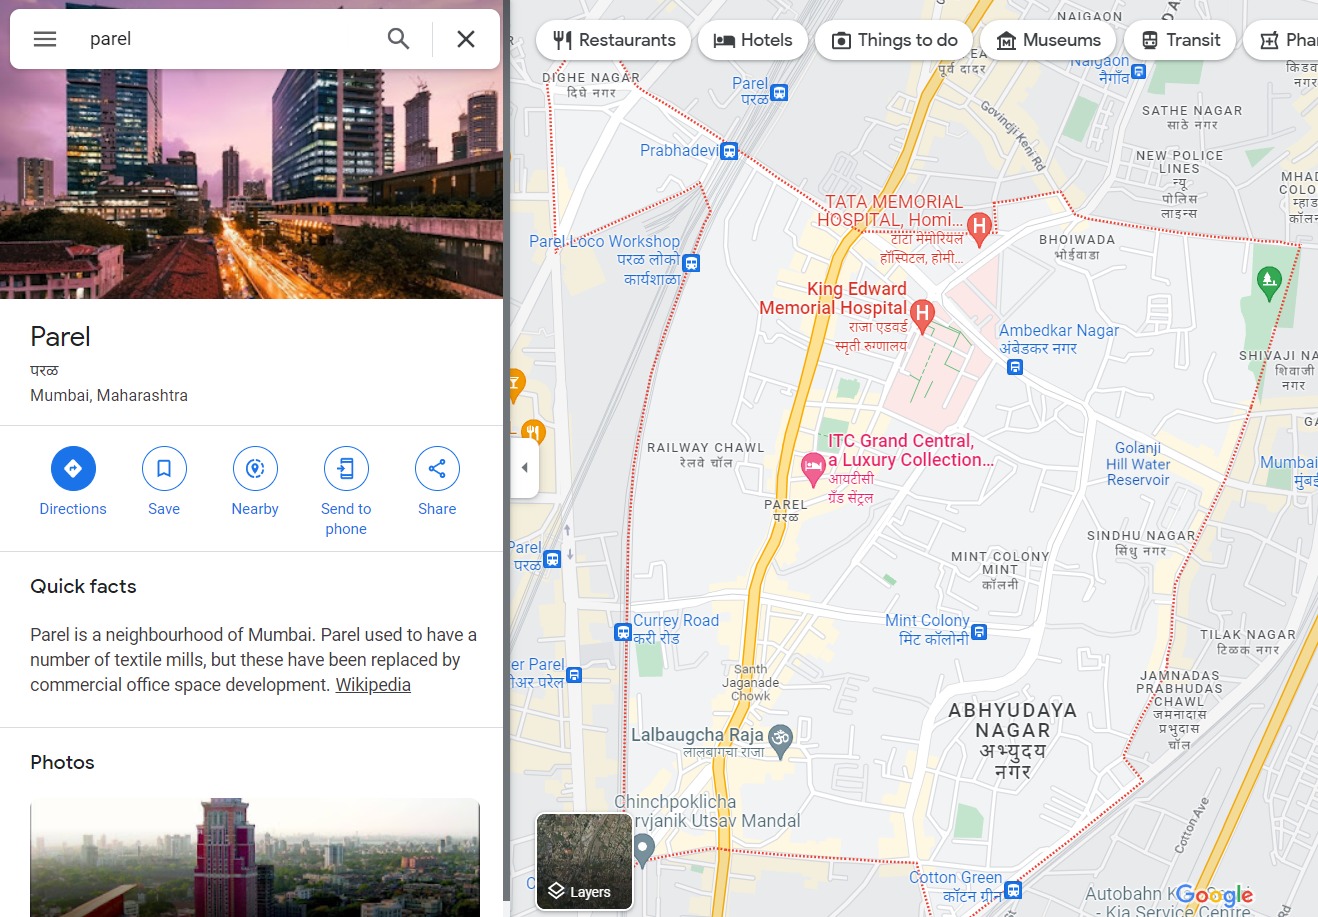 parel
Parel
परळ
Mumbai, Maharashtra
Directions
Save
Nearby
Send to
phone
Share
Quick facts
Parel is a neighbourhood of Mumbai. Parel used to have a
number of textile mills, but these have been replaced by
commercial office space development. Wikipedia
Photos
Restaurants
Hotels
Things to do
Museums
Transit
Pha
NAIGAON
Naigaon
नैगाँव
पूर्व दादर
DIGHE NAGAR
दिघे नगर
Parel
परळ
Prabhadevi
Govindji Keni Rd
SATHE NAGAR
साठे नगर
NEW POLICE
LINES
न्यू
पोलिस
लाइन्स
MHAD
COLO
म्हाड
कॉलन
TATA MEMORIAL
HOSPITAL, Homi...
टाटा मेमोरियल
हॉस्पिटल, होमी...
BHOIWADA
भोईवाडा
Parel Loco Workshop
परळ लोको
कार्यशाळा
King Edward
Memorial Hospital
राजा एडवर्ड
स्मृती रुग्णालय
Ambedkar Nagar
अंबेडकर नगर
SHIVAJI NA
शिवाजी
नगर
RAILWAY CHAWL
रेलवे चॉल
ITC Grand Central,
a Luxury Collection...
आयटीसी
ग्रँड सेंट्रल
Golanji
Hill Water
Reservoir
GA
Mumbai
मुंबई
PAREL
परळ
Parel
परळ
SINDHU NAGAR
सिंधु नगर
MINT COLONY
MINT
कॉलनी
Currey Road
करी रोड
Mint Colony
मिंट कॉलोनी
er Parel
ोअर परेल
TILAK NAGAR
टिळक नगर
Santh
Jaganade
Chowk
JAMNADAS
PRABHUDAS
CHAWL
जमनादास
प्रभुदास
चॉल
ABHYUDAYA
NAGAR
अभ्युदय
नगर
Lalbaugcha Raja
लालबागचा राजा
Chinchpoklicha
rvjanik Utsav Mandal
Layers
Cotton Green
कॉटन ग्रीन
Cotton Ave
Autobahn K
- Kia Service Centre
Google